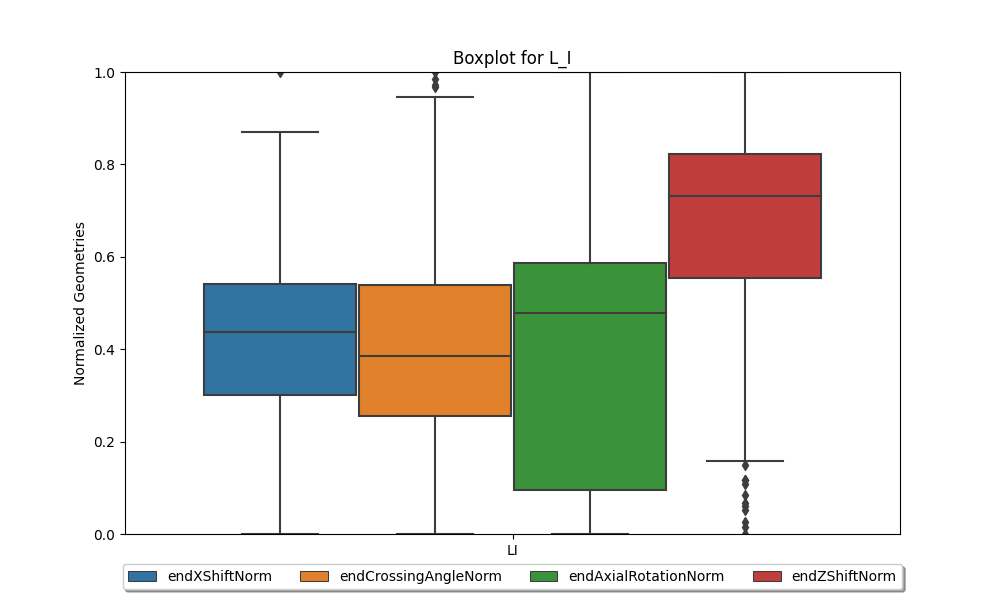 Boxplot for L_I
1.0
0.8
0.6
0.4
0.2
0.0
Normalized Geometries
LI
endXShiftNorm endCrossingAngleNorm endAxialRotationNorm endZShiftNorm